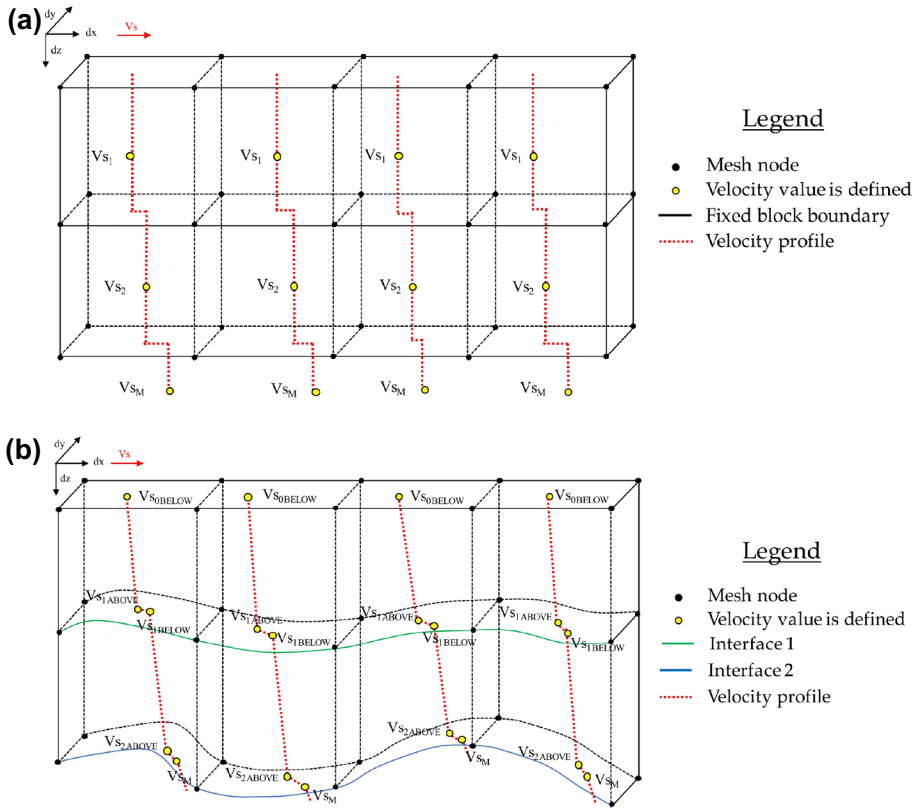 (a)
dy
dx
dz
Vs
Vs1 Vs1 Vs1 Vs1
Vs2 Vs2 Vs2 Vs2
VsM VsM VsM VsM
Legend
Mesh node
Velocity value is defined
Fixed block boundary
Velocity profile
(b)
dy
dx
dz
Vs
Vs0BELOW Vs0BELOW Vs0BELOW Vs0BELOW
Vs1ABOVE Vs1ABOVE Vs1ABOVE Vs1ABOVE
Vs1BELOW Vs1BELOW Vs1BELOW Vs1BELOW
Vs2ABOVE Vs2ABOVE Vs2ABOVE Vs2ABOVE
VsM VsM VsM VsM
Legend
Mesh node
Velocity value is defined
Interface 1
Interface 2
Velocity profile